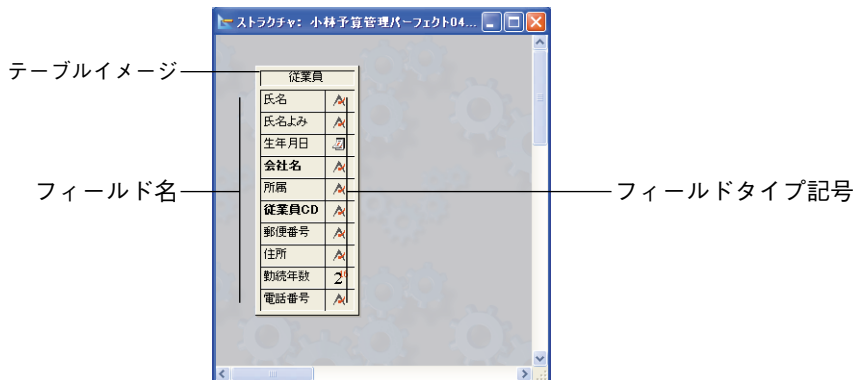 ストラクチャ: 小林予算管理パーフェクト04...
テーブルイメージ
従業員
氏名
氏名よみ
生年月日
会社名
所属
フィールド名
フィールドタイプ記号
従業員CD
郵便番号
住所
勤続年数
電話番号